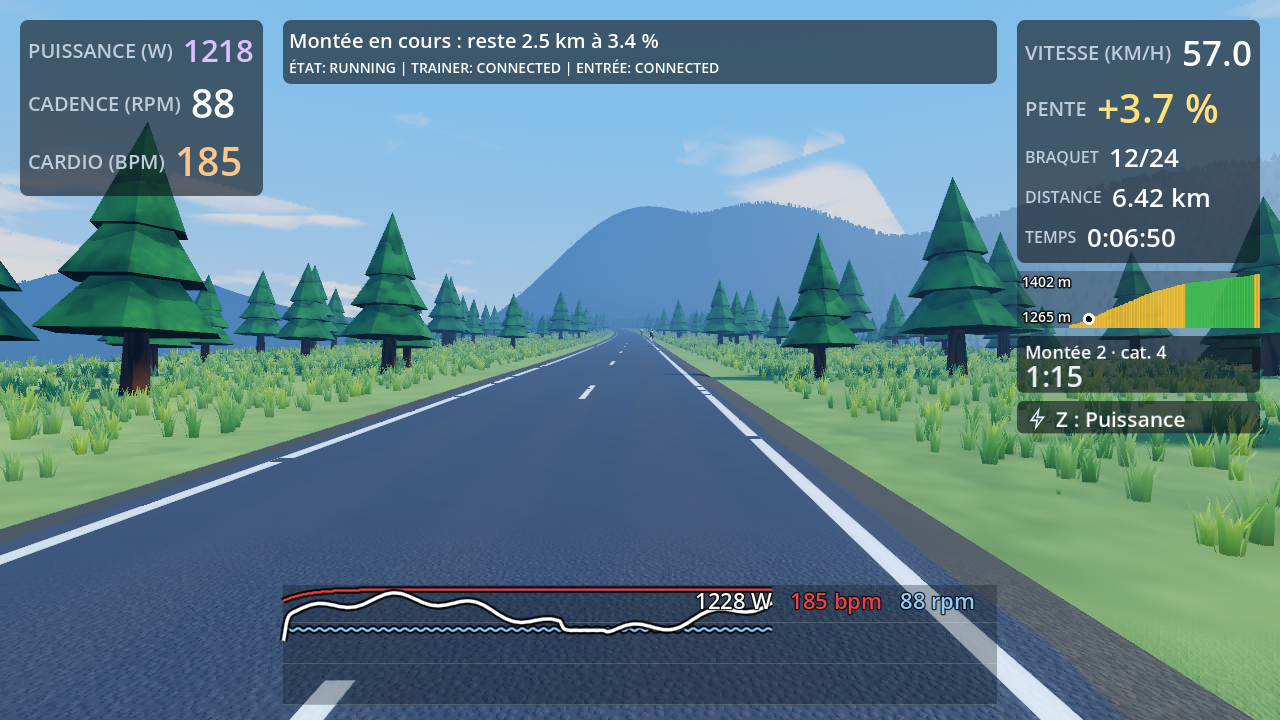 PUISSANCE (W) 1218
CADENCE (RPM) 88
CARDIO (BPM) 185
Montée en cours : reste 2.5 km à 3.4 %
ÉTAT: RUNNING | TRAINER: CONNECTED | ENTRÉE: CONNECTED
VITESSE (KM/H) 57.0
PENTE +3.7 %
BRAQUET 12/24
DISTANCE 6.42 km
TEMPS 0:06:50
1402 m
1265 m
Montée 2 · cat. 4
1:15
Z : Puissance
1228 W 185 bpm 88 rpm